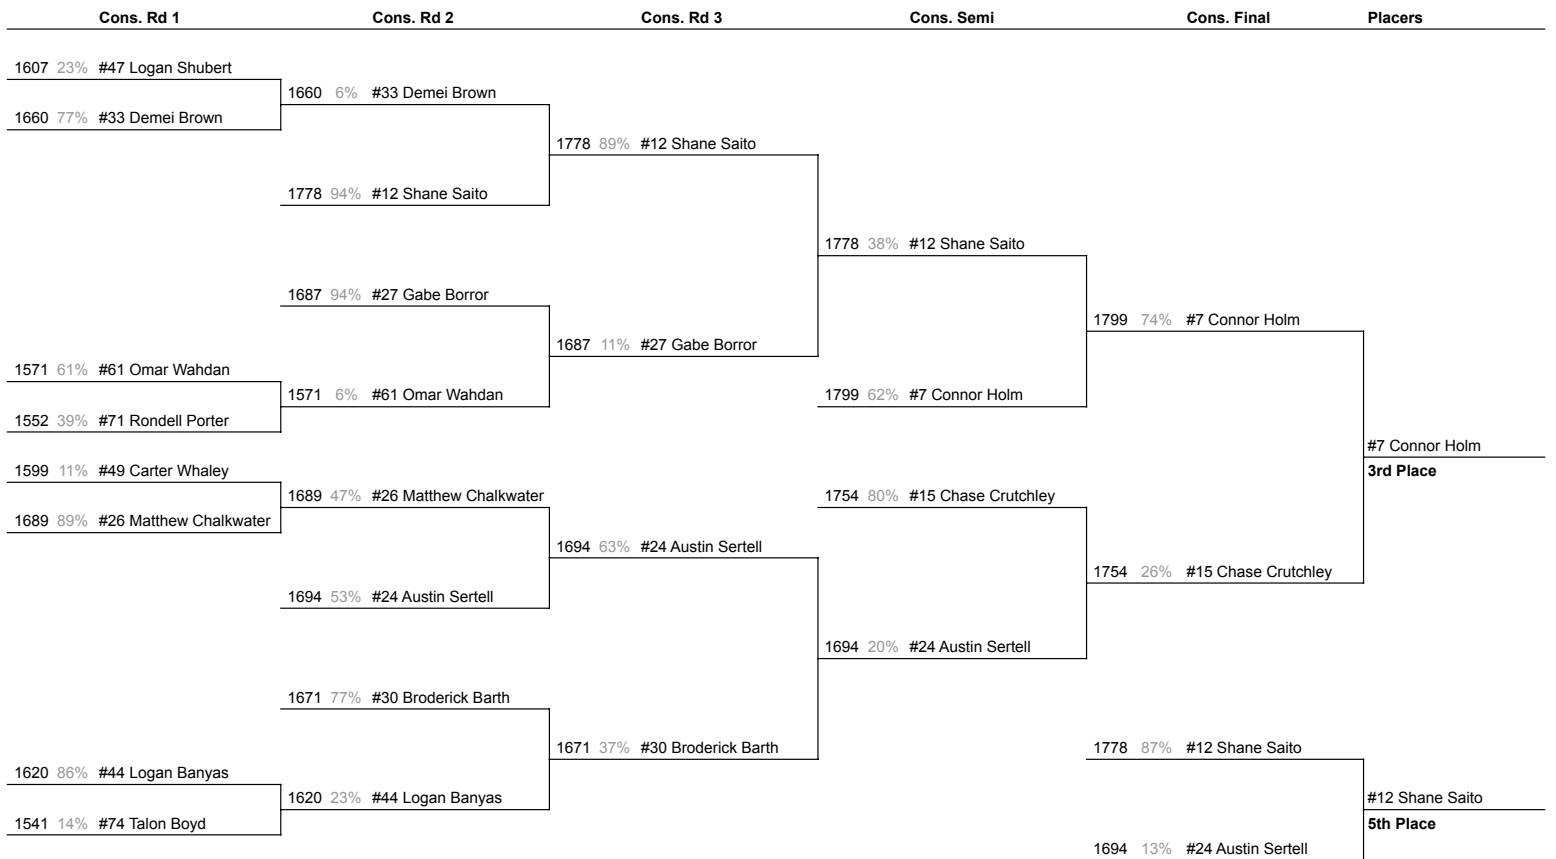 Cons. Rd 1 Cons. Rd 2 Cons. Rd 3 Cons. Semi Cons. Final Placers
1607 23% #47 Logan Shubert
1660 6% #33 Demei Brown
1660 77% #33 Demei Brown
1778 89% #12 Shane Saito
1778 94% #12 Shane Saito
1778 38% #12 Shane Saito
1687 94% #27 Gabe Borror
1799 74% #7 Connor Holm
1687 11% #27 Gabe Borror
1571 61% #61 Omar Wahdan
1571 6% #61 Omar Wahdan
1799 62% #7 Connor Holm
1552 39% #71 Rondell Porter
#7 Connor Holm
1599 11% #49 Carter Whaley
3rd Place
1689 47% #26 Matthew Chalkwater
1754 80% #15 Chase Crutchley
1689 89% #26 Matthew Chalkwater
1694 63% #24 Austin Sertell
1754 26% #15 Chase Crutchley
1694 53% #24 Austin Sertell
1694 20% #24 Austin Sertell
1671 77% #30 Broderick Barth
1671 37% #30 Broderick Barth
1778 87% #12 Shane Saito
1620 86% #44 Logan Banyas
1620 23% #44 Logan Banyas
#12 Shane Saito
1541 14% #74 Talon Boyd
5th Place
1694 13% #24 Austin Sertell